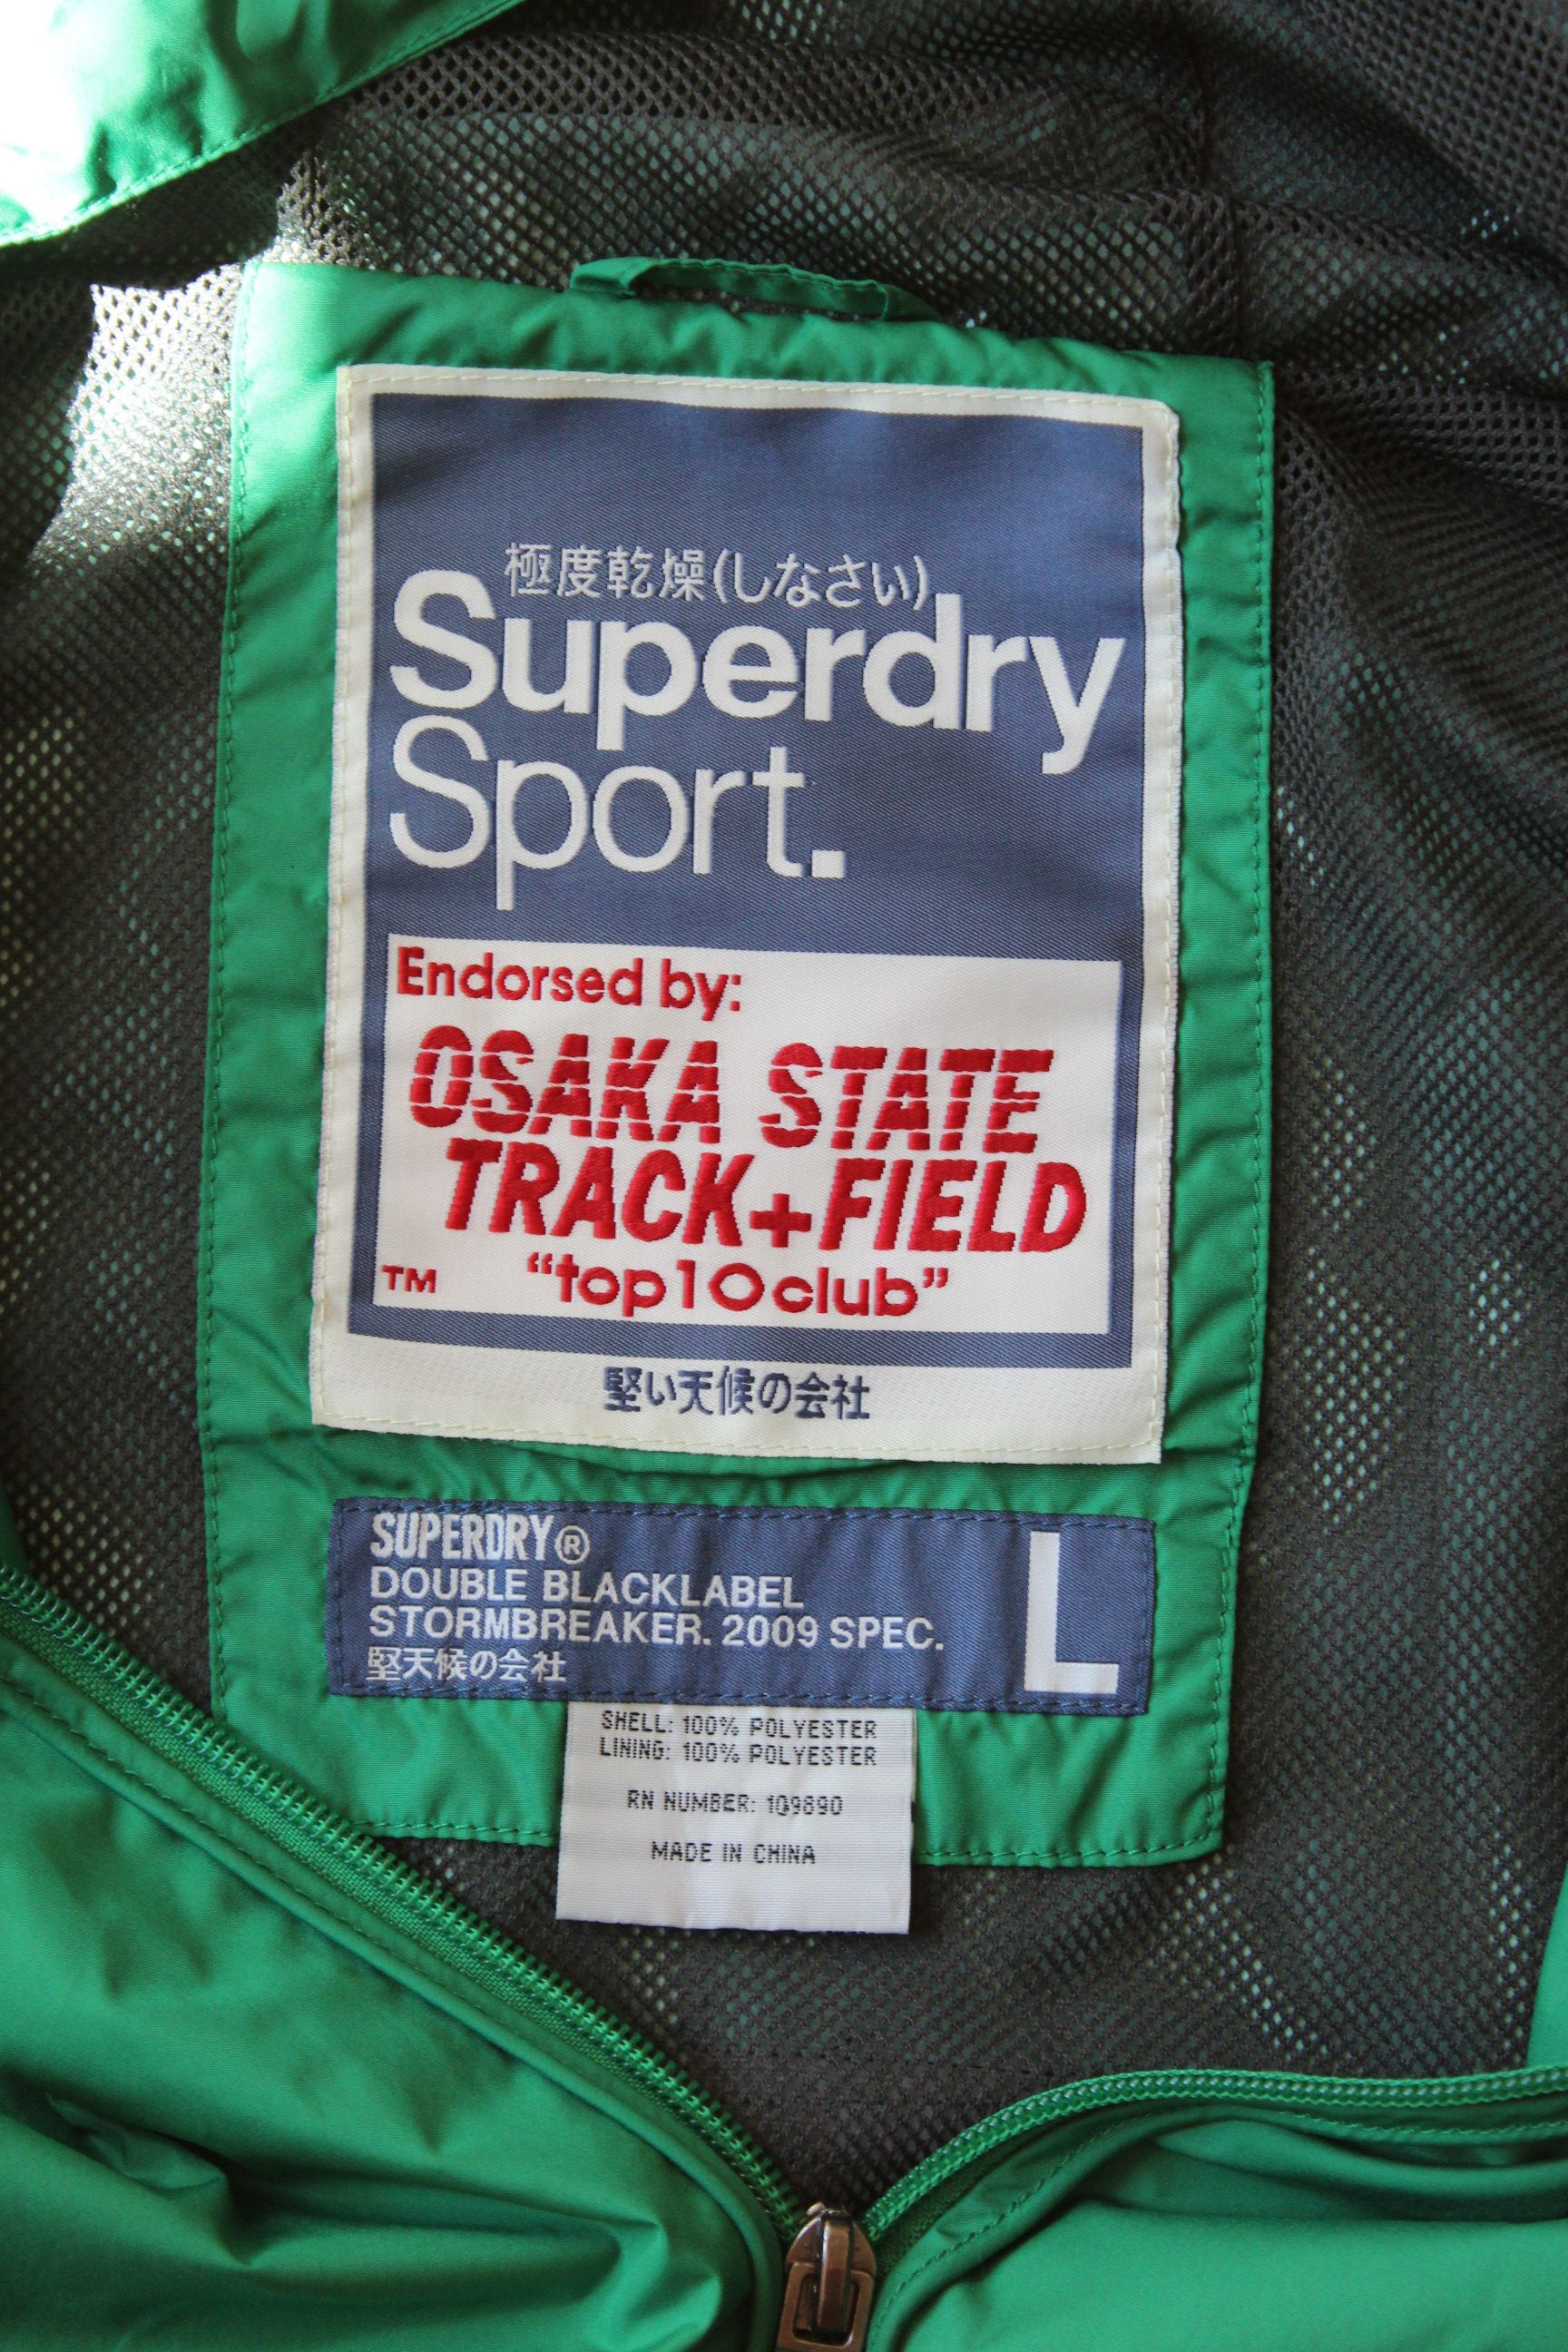 極度乾燥(しなさい)
Superdry
Sport.
Endorsed by:
OSAKA STATE
TRACK+FIELD
TM "top10club"
堅い天候の会社
SUPERDRY®
DOUBLE BLACKLABEL
STORMBREAKER. 2009 SPEC.
堅天候の会社
L
SHELL: 100% POLYESTER
LINING: 100% POLYESTER
RN NUMBER: 109890
MADE IN CHINA